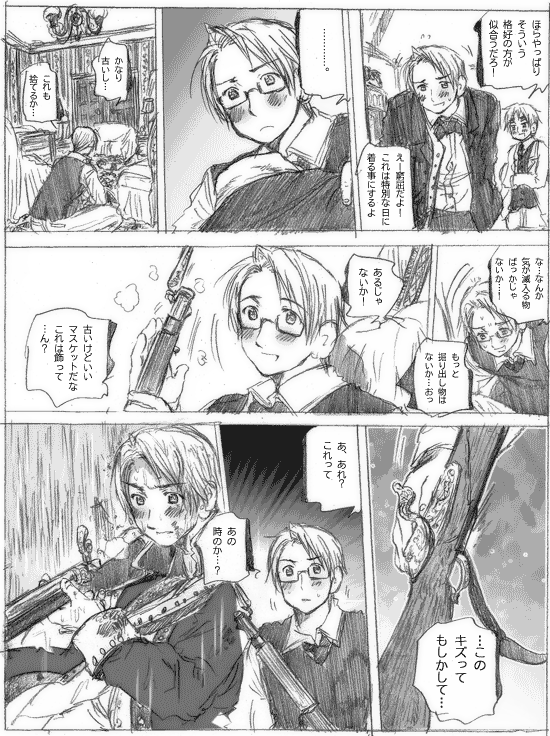 ほらやっぱり
そういう
格好の方が
似合うだろ！
えー窮屈だよ！
これは特別な日に
着る事にするよ
……。
かなり
古いし…
これも
捨てるか…
な…なんか
気が滅入る物
ばっかじゃ
ないか…！
もっと
掘り出し物は
ないか…おっ
あるじゃ
ないか！
古いけどいい
マスケットだな
これは飾って
…ん？
…この
キズって
もしかして…
あ、あれ？
これって
あの
時のか…？